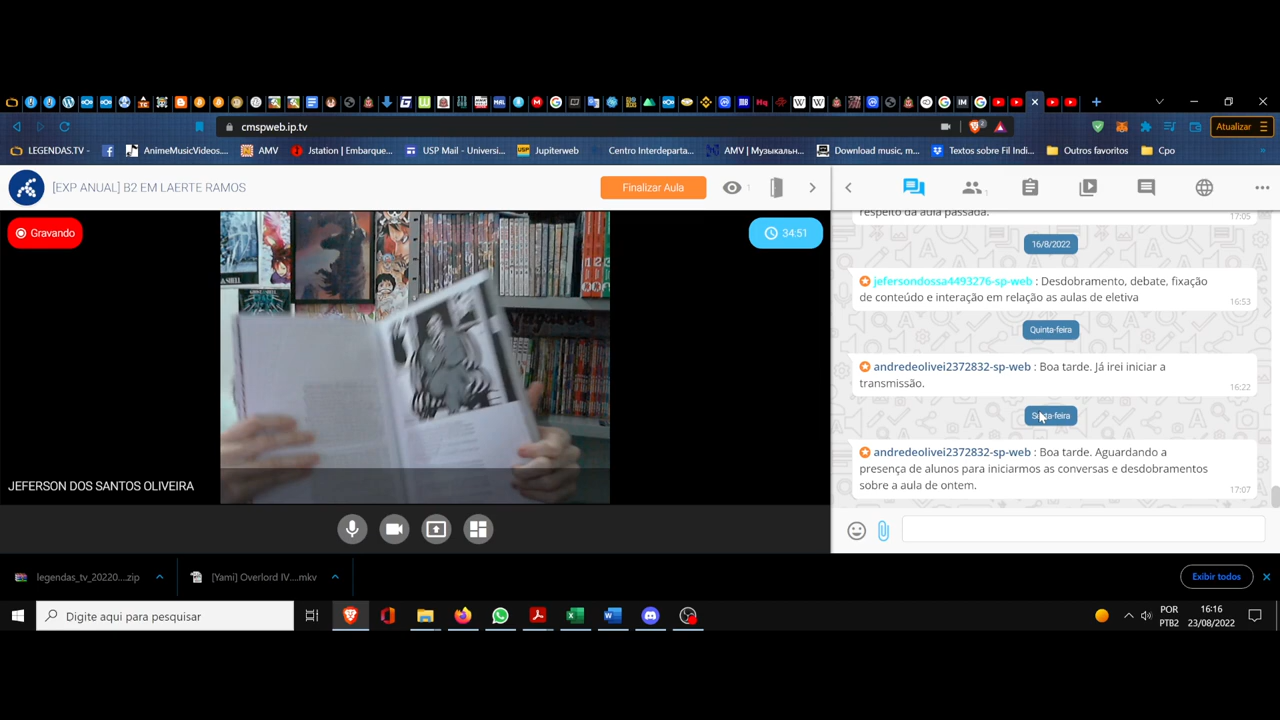 cmspweb.ip.tv
Atualizar
LEGENDAS.TV -
AnimeMusicVideos...
AMV
Jstation | Embarque...
USP Mail - Universi...
Jupiterweb
Centro Interdeparta...
AMV | Музыкальн...
Download music, m...
Textos sobre Fil Indi...
Outros favoritos
Cpo
[EXP ANUAL] B2 EM LAERTE RAMOS
Finalizar Aula
1
1
Gravando
34:51
JEFERSON DOS SANTOS OLIVEIRA
respeito da aula passada.
17:05
16/8/2022
jefersondossa4493276-sp-web : Desdobramento, debate, fixação
de conteúdo e interação em relação as aulas de eletiva
16:53
Quinta-feira
andredeolivei2372832-sp-web : Boa tarde. Já irei iniciar a
transmissão.
16:22
Sexta-feira
andredeolivei2372832-sp-web : Boa tarde. Aguardando a
presença de alunos para iniciarmos as conversas e desdobramentos
sobre a aula de ontem.
17:07
legendas_tv_20220....zip
[Yami] Overlord IV....mkv
Exibir todos
Digite aqui para pesquisar
POR
PTB2
16:16
23/08/2022